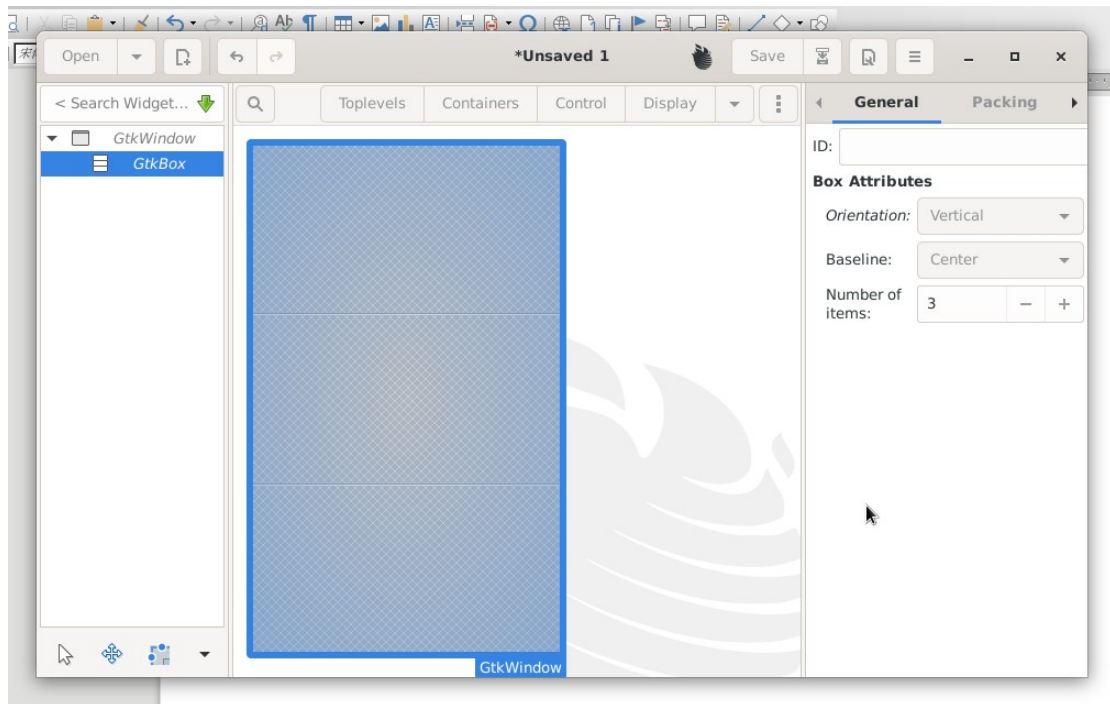 Open
*Unsaved 1
Save
< Search Widget...
Toplevels Containers Control Display
General Packing
GtkWindow
GtkBox
ID:
Box Attributes
Orientation: Vertical
Baseline: Center
Number of
items: 3
GtkWindow